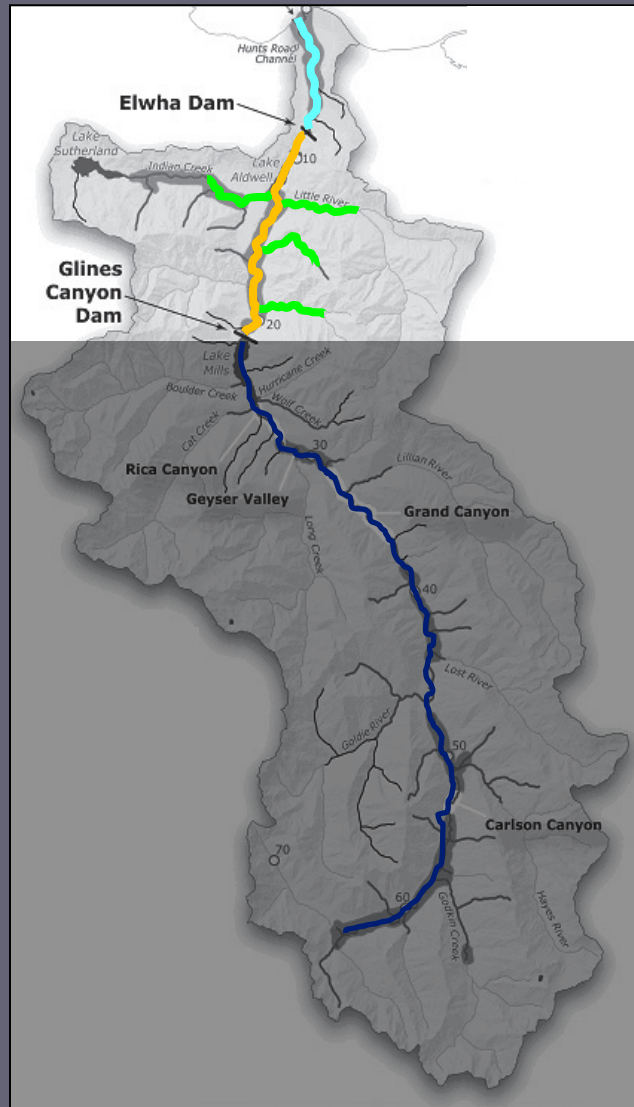 Hunts Road
Channel
Elwha Dam
Lake
Sutherland
Indian Creek
Lake
Aldwell
10
Little River
Glines
Canyon
Dam
20
Lake
Mills
Hurricane Creek
Boulder Creek
Wolf Creek
Cat Creek
30
Rica Canyon
Lillian River
Geyser Valley
Grand Canyon
Long Creek
40
Lost River
Goldie River
50
Carlson Canyon
70
60
Godkin Creek
Hayes River